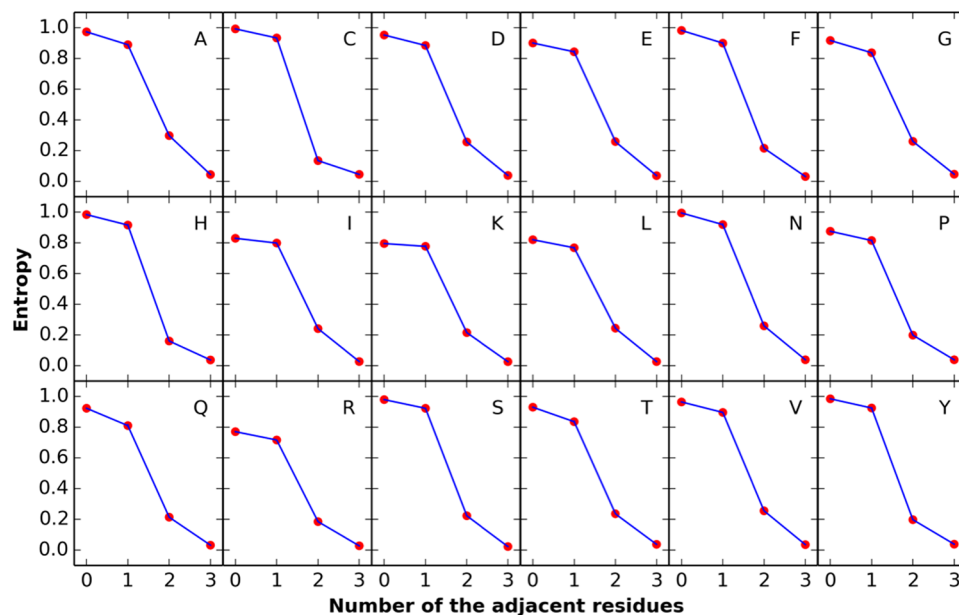 1.0 A C D E F G
0.8
0.6
0.4
0.2
0.0
1.0 H I K L N P
0.8
Entropy
0.6
0.4
0.2
0.0
1.0 Q R S T V Y
0.8
0.6
0.4
0.2
0.0
0 1 2 3 0 1 2 3 0 1 2 3 0 1 2 3 0 1 2 3 0 1 2 3
Number of the adjacent residues